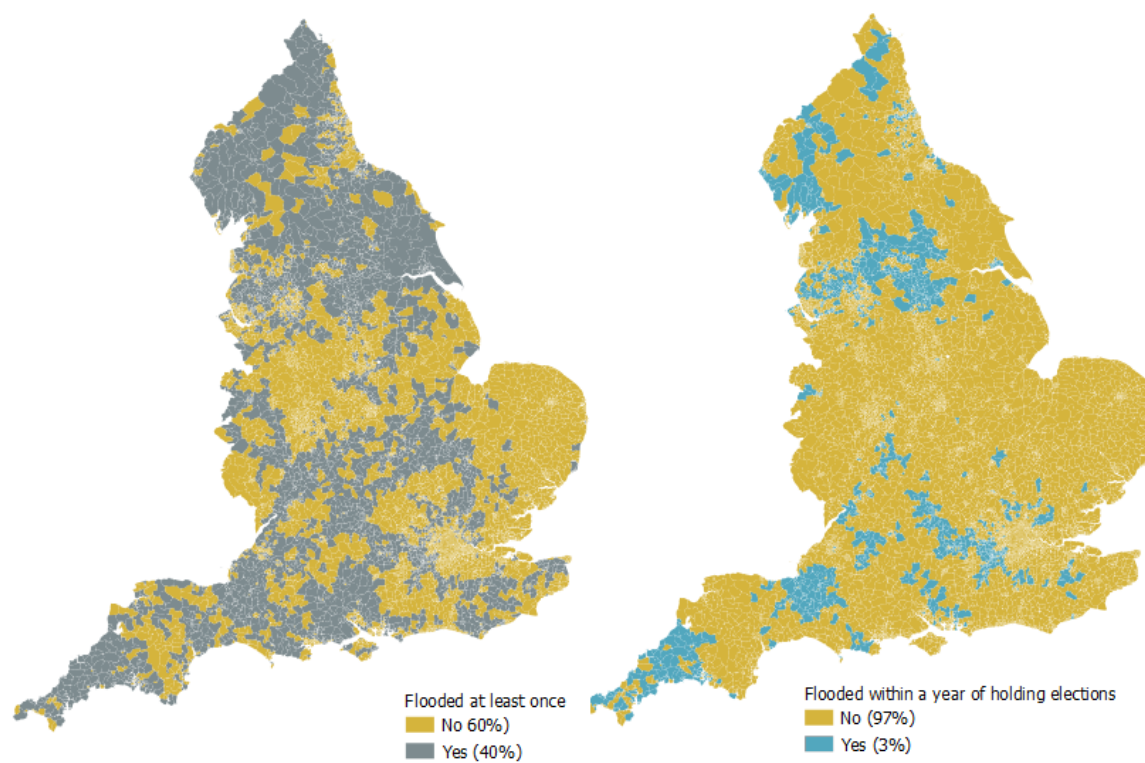 Flooded at least once
No 60%)
Yes (40%)
Flooded within a year of holding elections
No (97%)
Yes (3%)